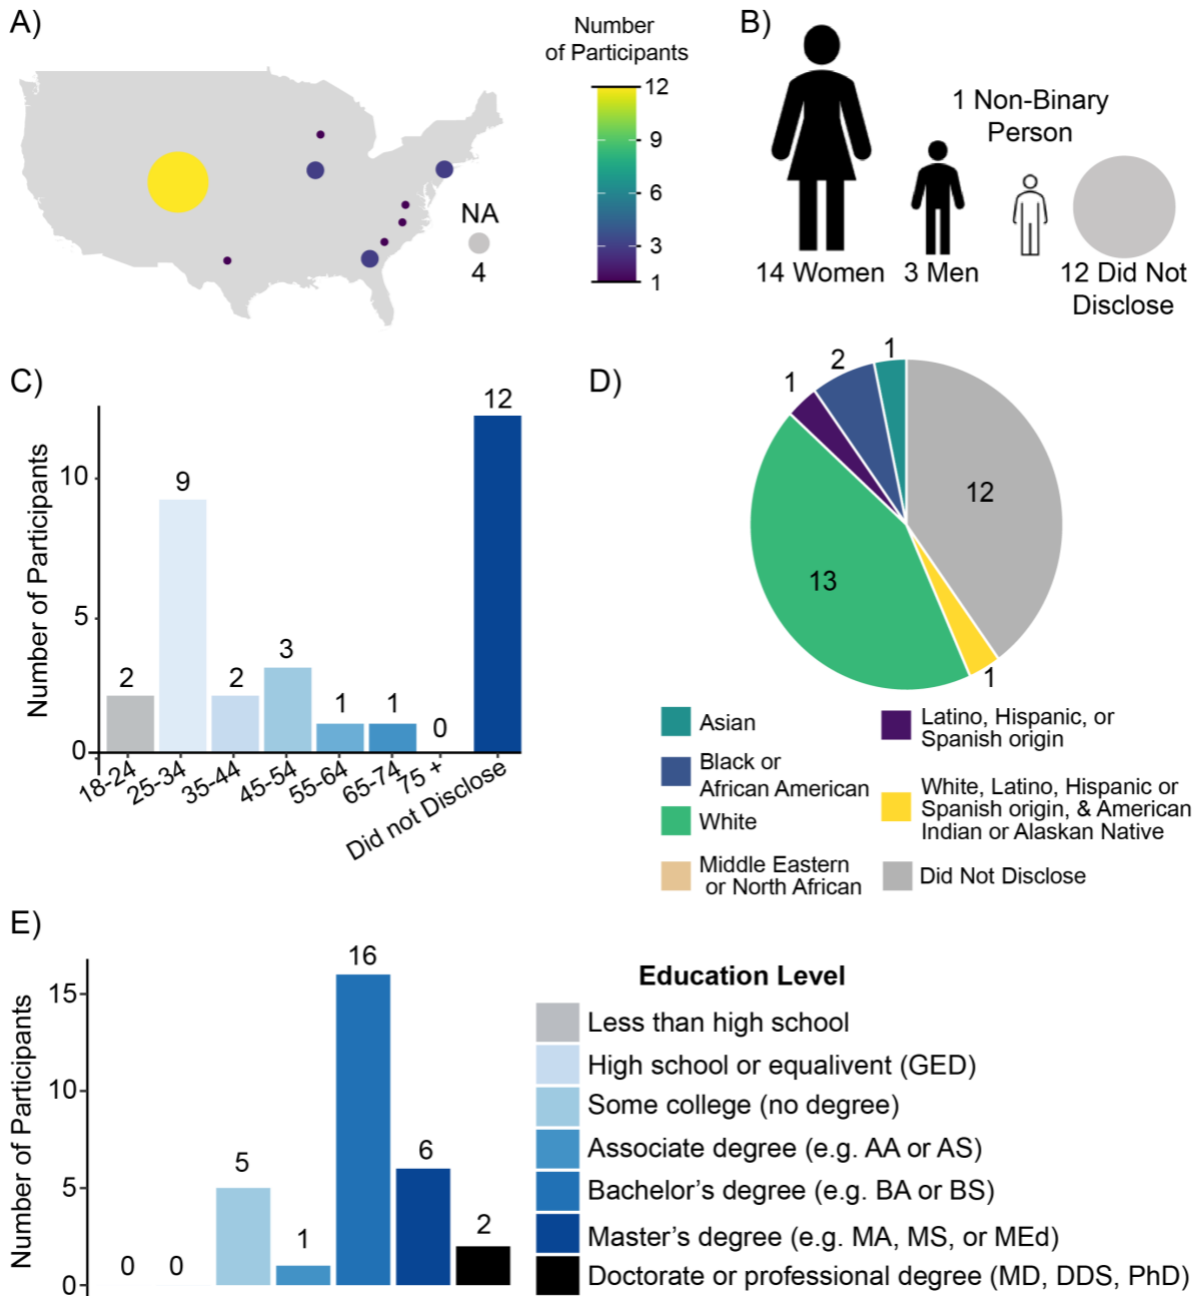 A)
Number
of Participants
12
9
6
3
1
NA
4
B)
1 Non-Binary
Person
14 Women
3 Men
12 Did Not
Disclose
C)
Number of Participants
10
5
0
2
9
2
3
1
1
0
12
18-24
25-34
35-44
45-54
55-64
65-74
75 +
Did not Disclose
D)
1
2
1
12
13
1
Asian
Black or
African American
White
Middle Eastern
or North African
Latino, Hispanic, or
Spanish origin
White, Latino, Hispanic or
Spanish origin, & American
Indian or Alaskan Native
Did Not Disclose
E)
Number of Participants
15
10
5
0
0
0
5
1
16
6
2
Education Level
Less than high school
High school or equalivent (GED)
Some college (no degree)
Associate degree (e.g. AA or AS)
Bachelor's degree (e.g. BA or BS)
Master's degree (e.g. MA, MS, or MEd)
Doctorate or professional degree (MD, DDS, PhD)